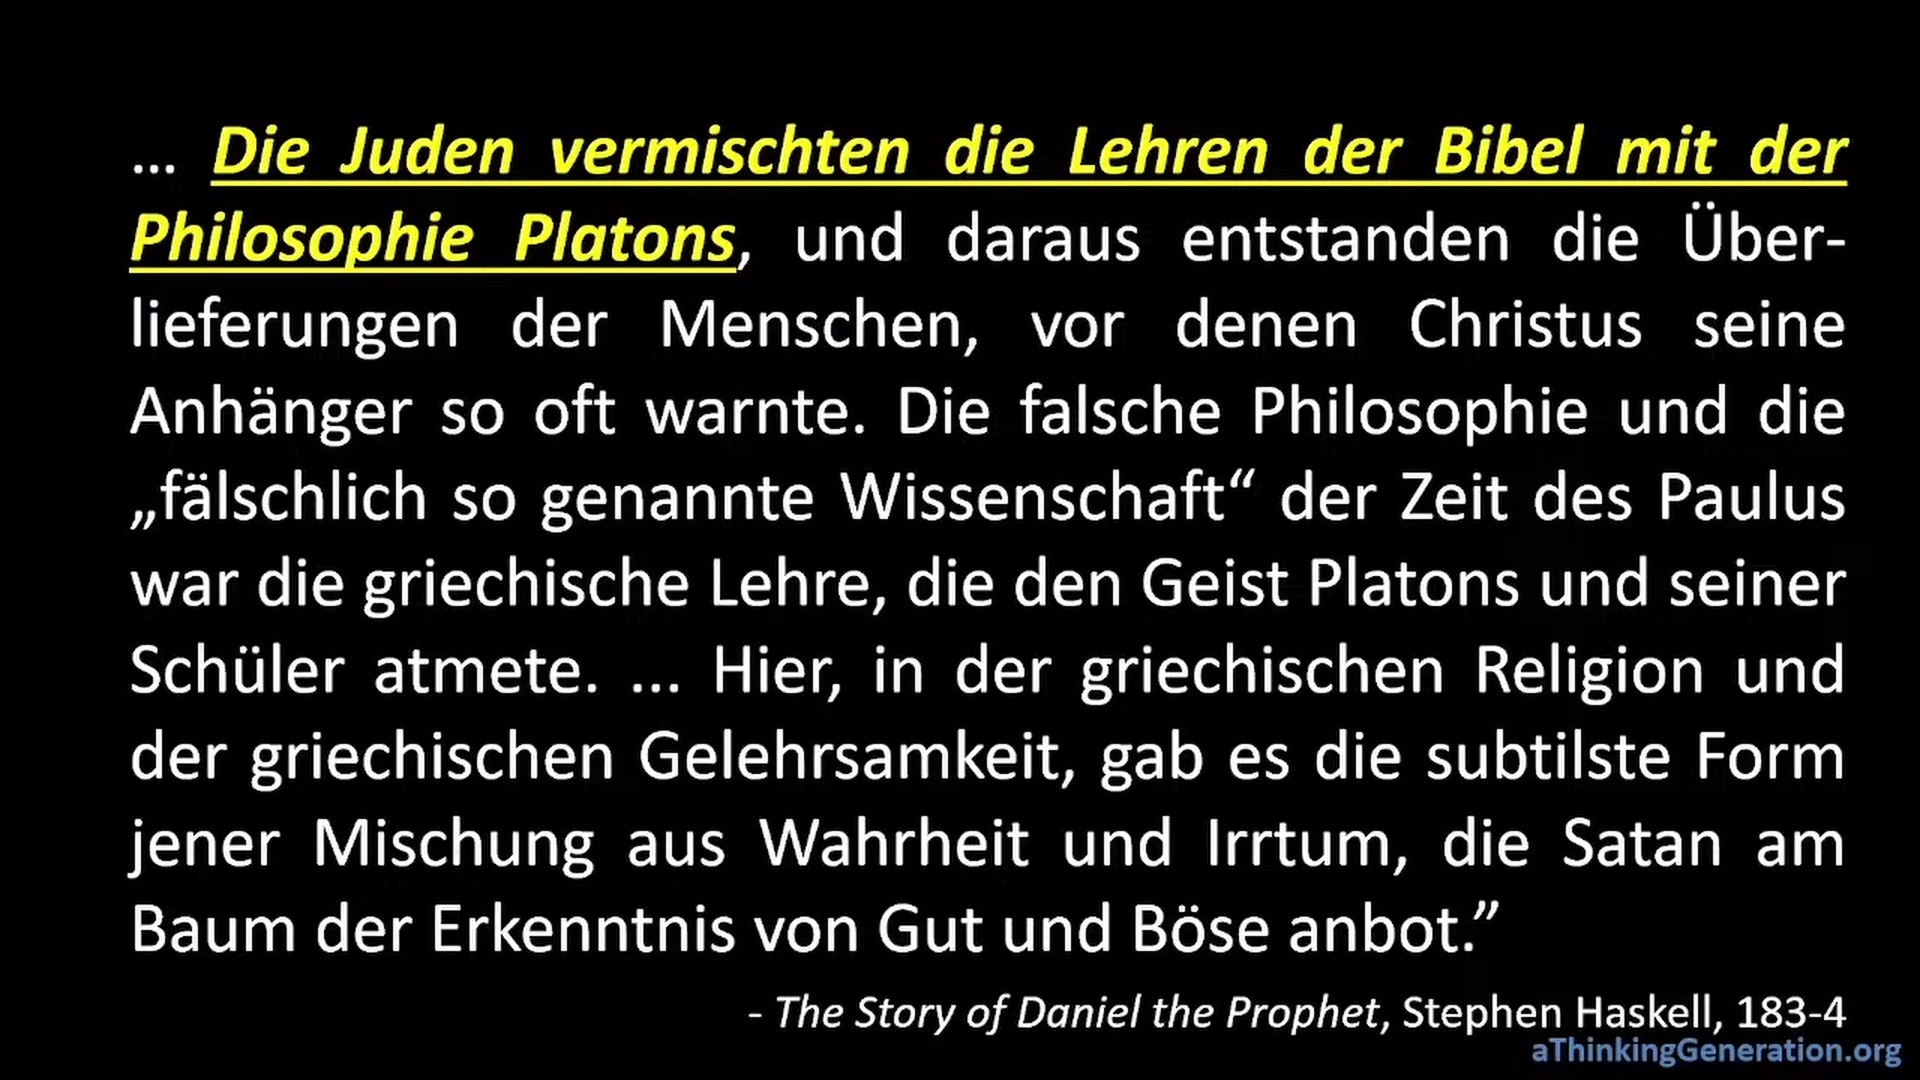 ... Die Juden vermischten die Lehren der Bibel mit der
Philosophie Platons, und daraus entstanden die Über-
lieferungen der Menschen, vor denen Christus seine
Anhänger so oft warnte. Die falsche Philosophie und die
„fälschlich so genannte Wissenschaft“ der Zeit des Paulus
war die griechische Lehre, die den Geist Platons und seiner
Schüler atmete. ... Hier, in der griechischen Religion und
der griechischen Gelehrsamkeit, gab es die subtilste Form
jener Mischung aus Wahrheit und Irrtum, die Satan am
Baum der Erkenntnis von Gut und Böse anbot.”
- The Story of Daniel the Prophet, Stephen Haskell, 183-4
aThinkingGeneration.org